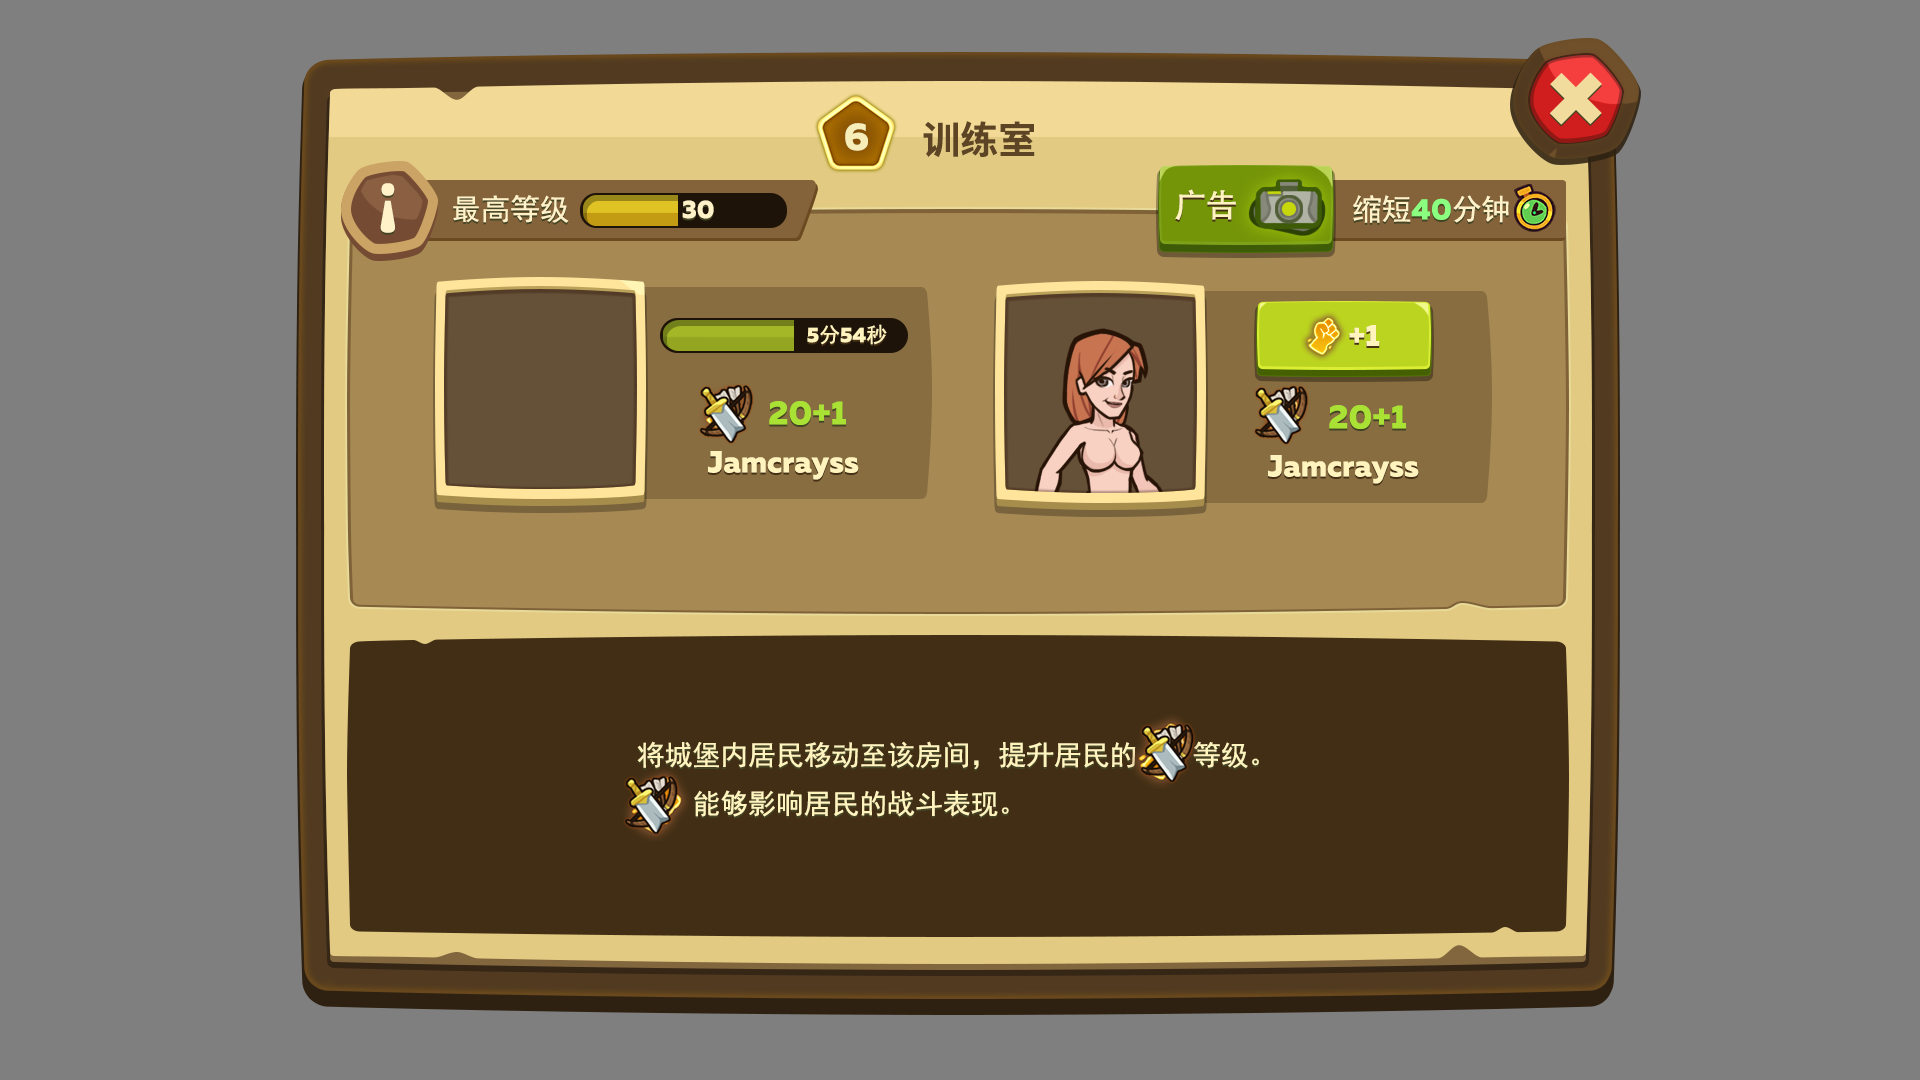 6 训练室
最高等级 30
广告 缩短40分钟
5分54秒
20+1
Jamcrayss
+1
20+1
Jamcrayss
将城堡内居民移动至该房间，提升居民的等级。
能够影响居民的战斗表现。